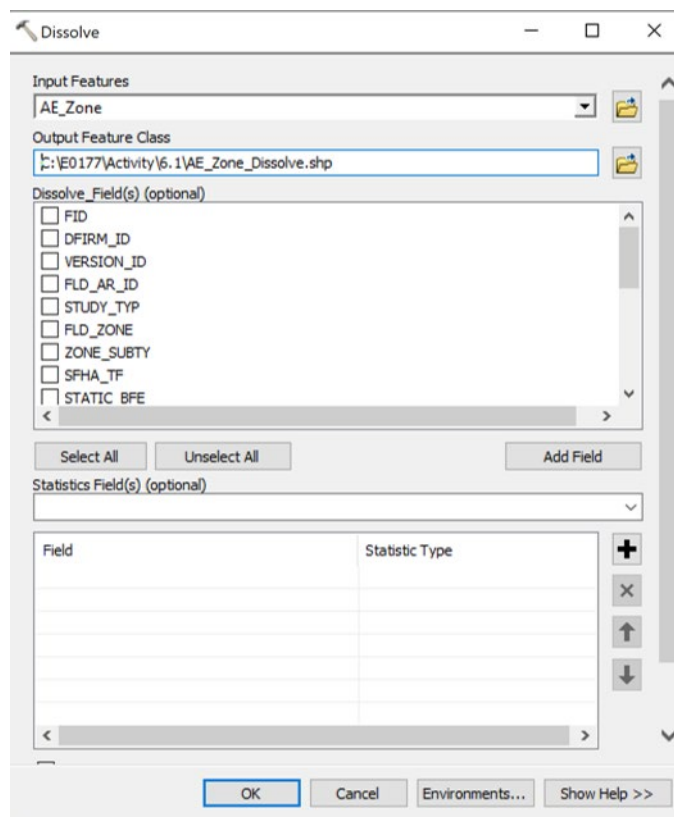 Dissolve
Input Features
AE_Zone
Output Feature Class
C:\E0177\Activity\6.1\AE_Zone_Dissolve.shp
Dissolve_Field(s) (optional)
FID
DFIRM_ID
VERSION_ID
FLD_AR_ID
STUDY_TYP
FLD_ZONE
ZONE_SUBTY
SFHA_TF
STATIC_BFE
Select All Unselect All Add Field
Statistics Field(s) (optional)
Field Statistic Type
OK Cancel Environments... Show Help >>